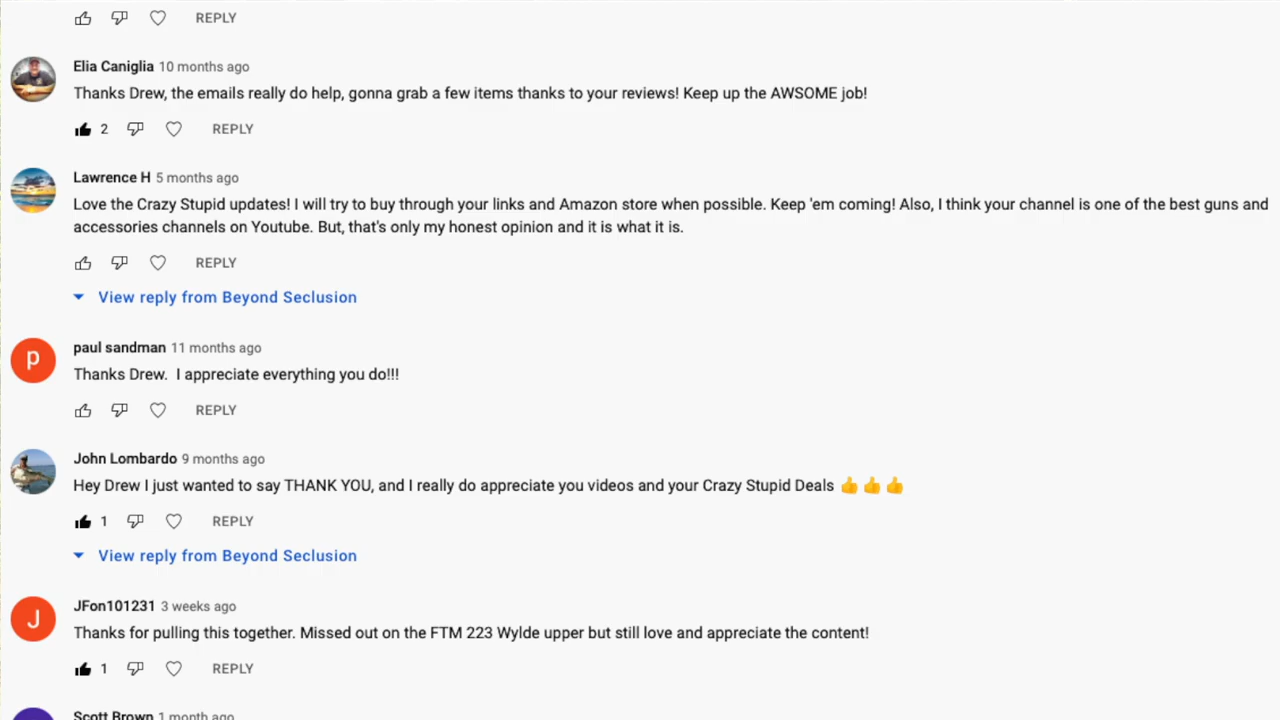 REPLY
Elia Caniglia 10 months ago
Thanks Drew, the emails really do help, gonna grab a few items thanks to your reviews! Keep up the AWSOME job!
2 REPLY
Lawrence H 5 months ago
Love the Crazy Stupid updates! I will try to buy through your links and Amazon store when possible. Keep 'em coming! Also, I think your channel is one of the best guns and
accessories channels on Youtube. But, that's only my honest opinion and it is what it is.
REPLY
View reply from Beyond Seclusion
p
paul sandman 11 months ago
Thanks Drew.  I appreciate everything you do!!!
REPLY
John Lombardo 9 months ago
Hey Drew I just wanted to say THANK YOU, and I really do appreciate you videos and your Crazy Stupid Deals 👍 👍 👍
1 REPLY
View reply from Beyond Seclusion
J
JFon101231 3 weeks ago
Thanks for pulling this together. Missed out on the FTM 223 Wylde upper but still love and appreciate the content!
1 REPLY
Scott Brown 1 month ago